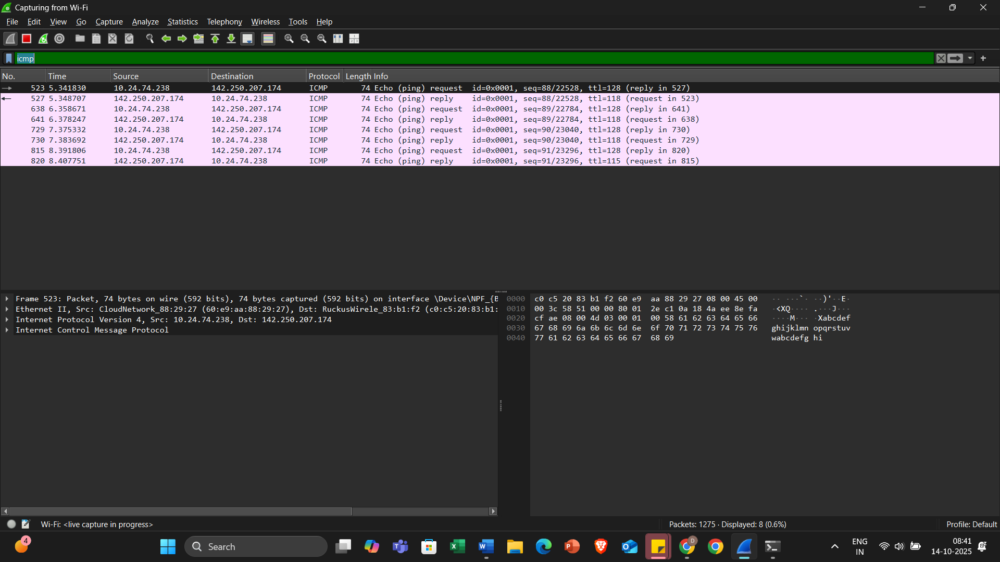 Capturing from Wi-Fi
File Edit View Go Capture Analyze Statistics Telephony Wireless Tools Help
icmp
No. Time Source Destination Protocol Length Info
523 5.341830 10.24.74.238 142.250.207.174 ICMP 74 Echo (ping) request id=0x0001, seq=88/22528, ttl=128 (reply in 527)
527 5.348707 142.250.207.174 10.24.74.238 ICMP 74 Echo (ping) reply id=0x0001, seq=88/22528, ttl=118 (request in 523)
638 6.358671 10.24.74.238 142.250.207.174 ICMP 74 Echo (ping) request id=0x0001, seq=89/22784, ttl=128 (reply in 641)
641 6.378247 142.250.207.174 10.24.74.238 ICMP 74 Echo (ping) reply id=0x0001, seq=89/22784, ttl=118 (request in 638)
729 7.375332 10.24.74.238 142.250.207.174 ICMP 74 Echo (ping) request id=0x0001, seq=90/23040, ttl=128 (reply in 730)
730 7.383692 142.250.207.174 10.24.74.238 ICMP 74 Echo (ping) reply id=0x0001, seq=90/23040, ttl=118 (request in 729)
815 8.391806 10.24.74.238 142.250.207.174 ICMP 74 Echo (ping) request id=0x0001, seq=91/23296, ttl=128 (reply in 820)
820 8.407751 142.250.207.174 10.24.74.238 ICMP 74 Echo (ping) reply id=0x0001, seq=91/23296, ttl=115 (request in 815)
Frame 523: Packet, 74 bytes on wire (592 bits), 74 bytes captured (592 bits) on interface \Device\NPF_{B
Ethernet II, Src: CloudNetwork_88:29:27 (60:e9:aa:88:29:27), Dst: RuckusWirele_83:b1:f2 (c0:c5:20:83:b1:
Internet Protocol Version 4, Src: 10.24.74.238, Dst: 142.250.207.174
Internet Control Message Protocol
0000 c0 c5 20 83 b1 f2 60 e9 aa 88 29 27 08 00 45 00 ·· ···`· ··)'··E·
0010 00 3c 58 51 00 00 80 01 2e c1 0a 18 4a ee 8e fa ·<XQ···· .···J···
0020 cf ae 08 00 4d 03 00 01 00 58 61 62 63 64 65 66 ····M··· ·Xabcdef
0030 67 68 69 6a 6b 6c 6d 6e 6f 70 71 72 73 74 75 76 ghijklmn opqrstuv
0040 77 61 62 63 64 65 66 67 68 69 wabcdefg hi
Wi-Fi: <live capture in progress> Packets: 1275 · Displayed: 8 (0.6%) Profile: Default
4 Search ENG IN 08:41
14-10-2025